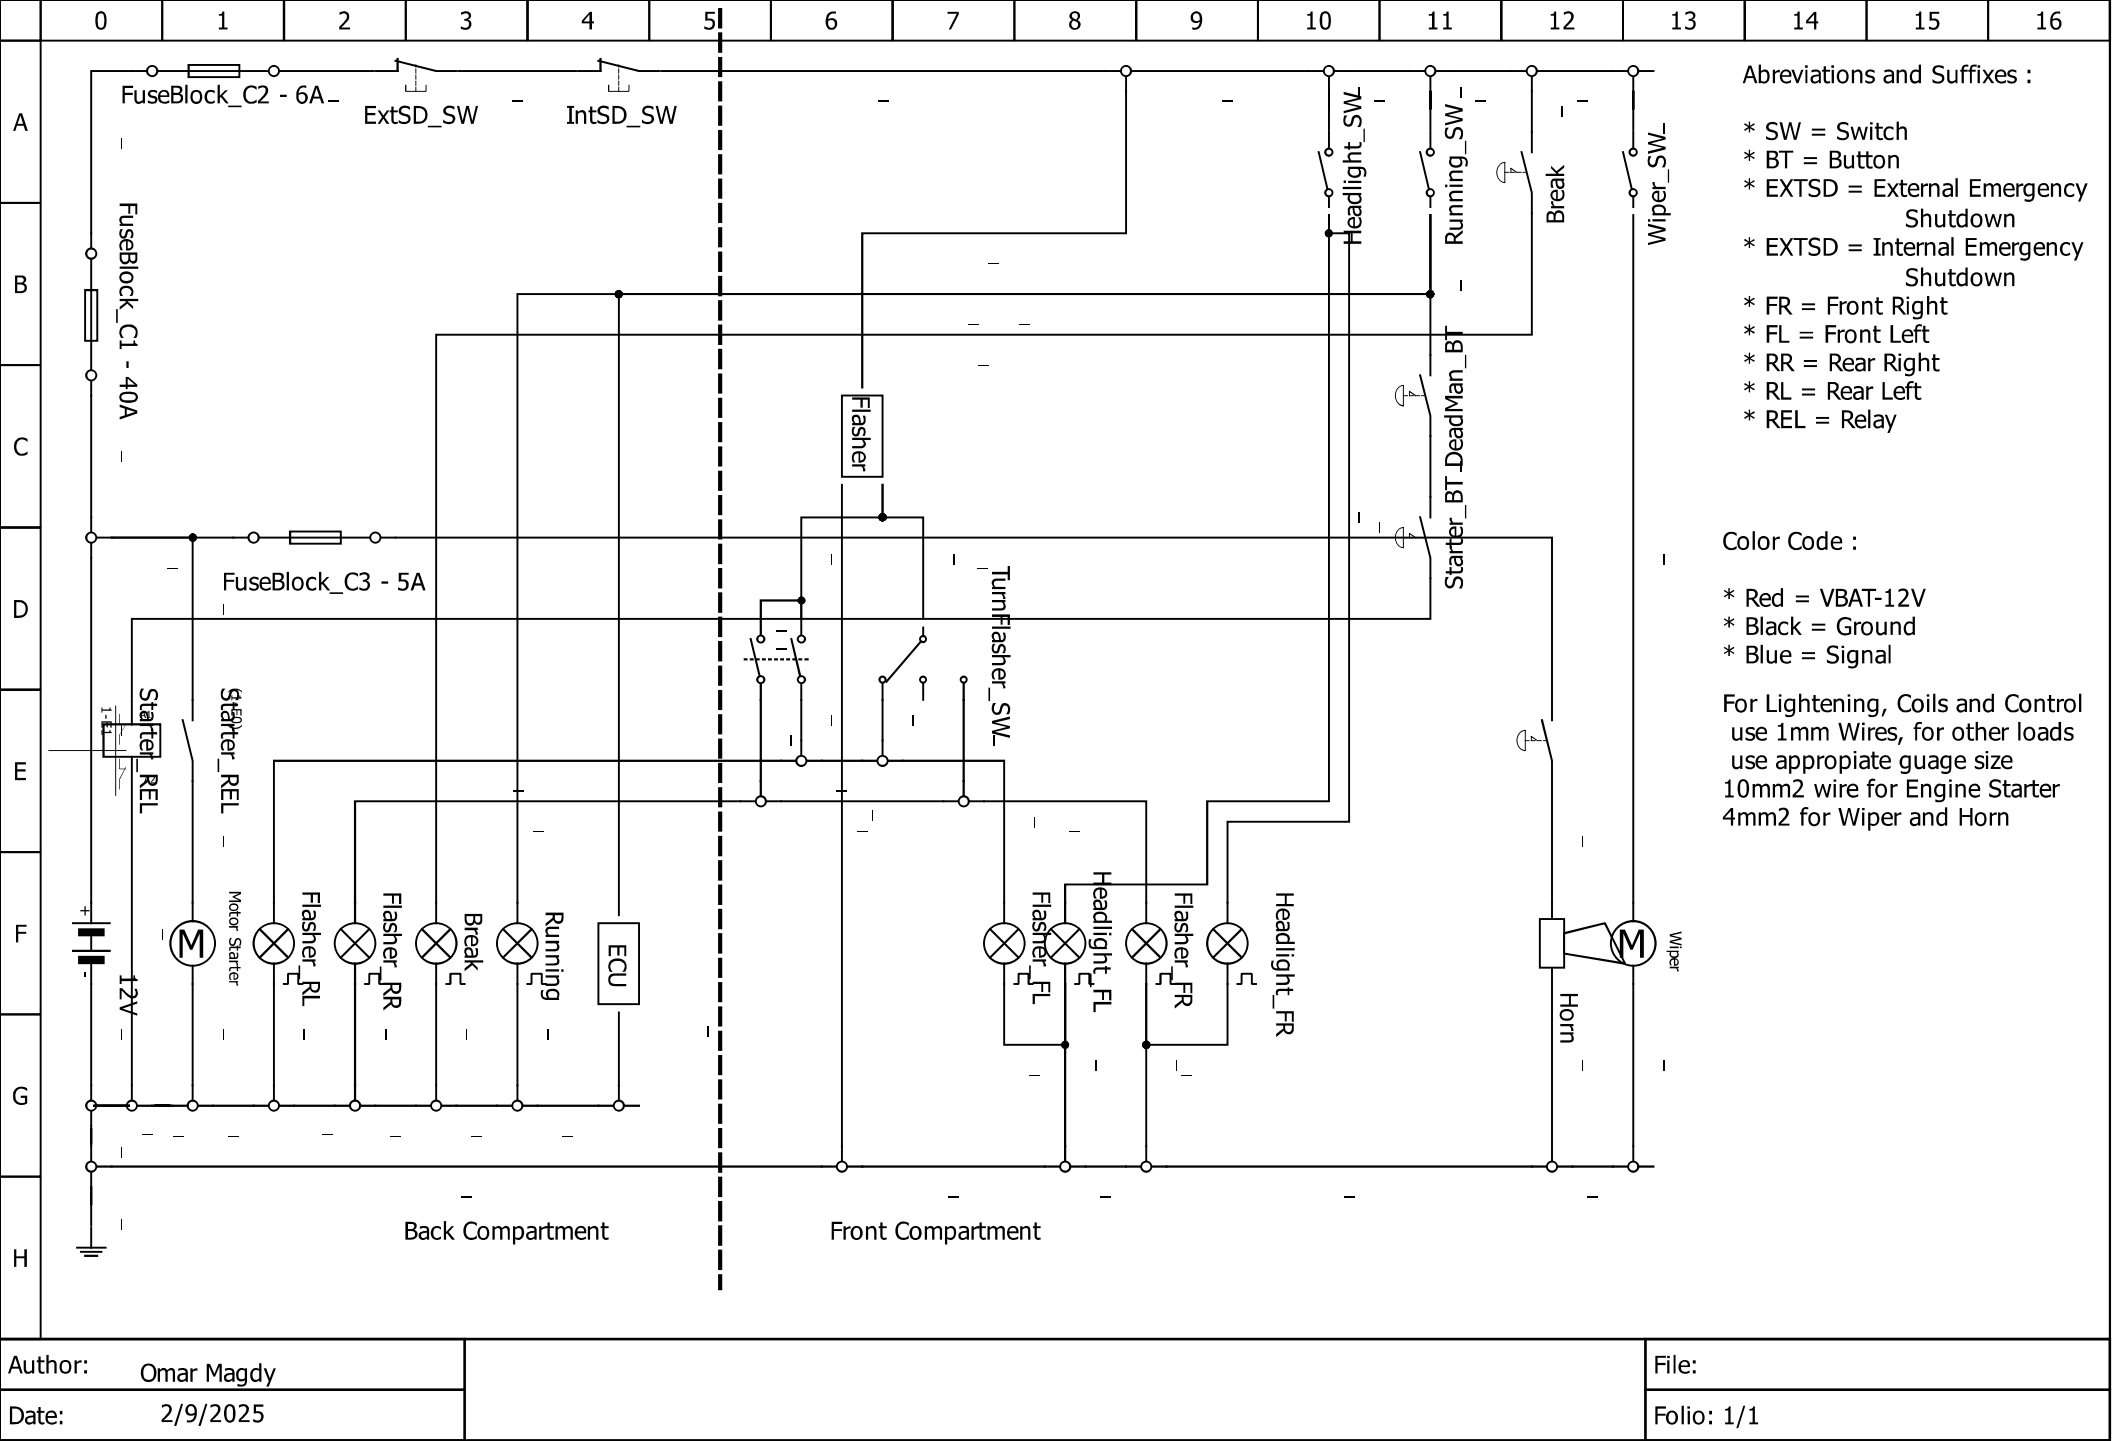 0 1 2 3 4 5 6 7 8 9 10 11 12 13 14 15 16
A
B
C
D
E
F
G
H
FuseBlock_C2 - 6A
ExtSD_SW
IntSD_SW
Headlight_SW
Running_SW
Break
Wiper_SW
FuseBlock_C1 - 40A
DeadMan_BT
Starter_BT
Flasher
FuseBlock_C3 - 5A
TurnFlasher_SW
Starter_REL
Starter_REL
+
-
12V
M
Motor Starter
Flasher_RL
Flasher_RR
Break
Running
ECU
Flasher_FL
Headlight_FL
Flasher_FR
Headlight_FR
Horn
M
Wiper
Back Compartment
Front Compartment
Abreviations and Suffixes :
* SW = Switch
* BT = Button
* EXTSD = External Emergency
Shutdown
* EXTSD = Internal Emergency
Shutdown
* FR = Front Right
* FL = Front Left
* RR = Rear Right
* RL = Rear Left
* REL = Relay
Color Code :
* Red = VBAT-12V
* Black = Ground
* Blue = Signal
For Lightening, Coils and Control
use 1mm Wires, for other loads
use appropiate guage size
10mm2 wire for Engine Starter
4mm2 for Wiper and Horn
Author: Omar Magdy
Date: 2/9/2025
File:
Folio: 1/1